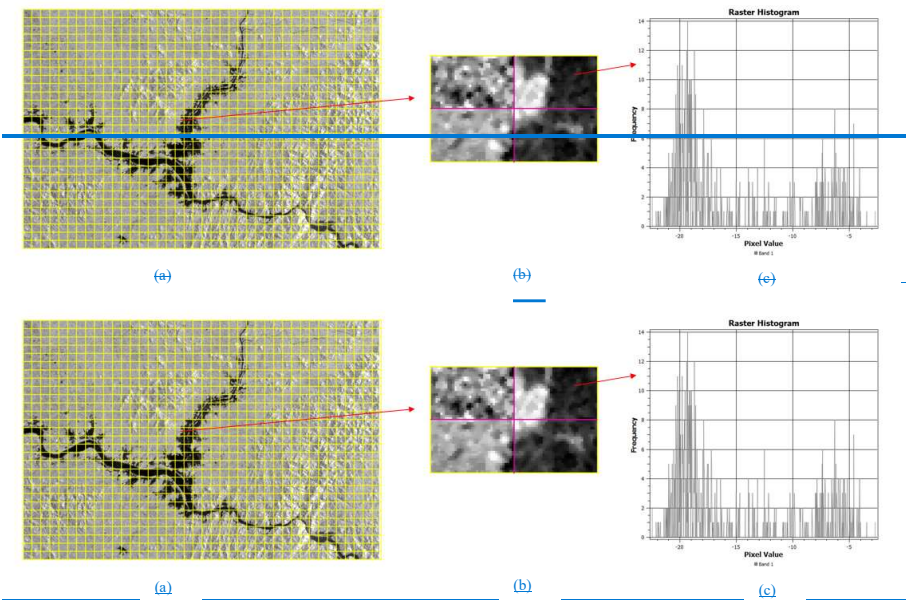 Raster Histogram
14
12
10
8
6
4
2
0
Frequency
-20 -15 -10 -5
Pixel Value
Band 1
(a) (b) (c)
Raster Histogram
14
12
10
8
6
4
2
0
Frequency
-20 -15 -10 -5
Pixel Value
Band 1
(a) (b) (c)